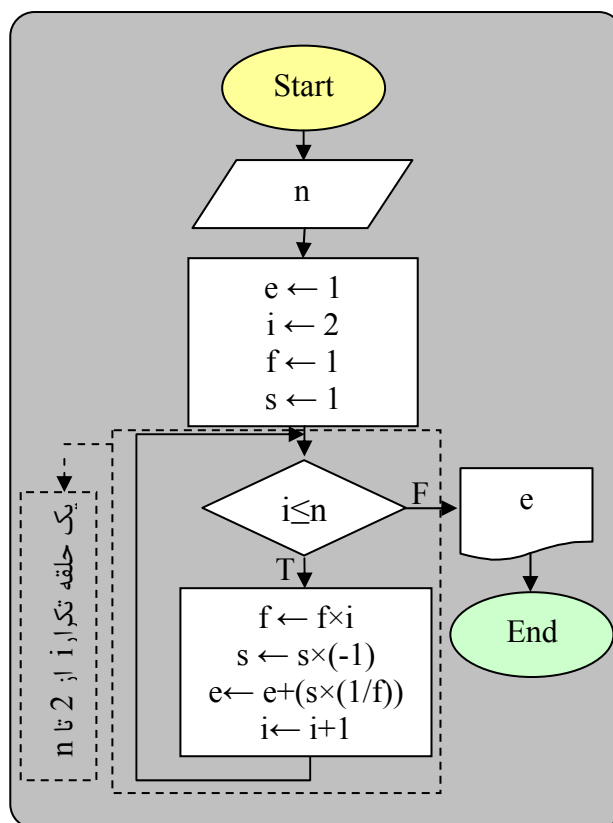 Start
n
e ← 1
i ← 2
f ← 1
s ← 1
i≤n
F
e
T
f ← f×i
s ← s×(-1)
e← e+(s×(1/f))
i← i+1
End
یک حلقه تکرار i از 2 تا n